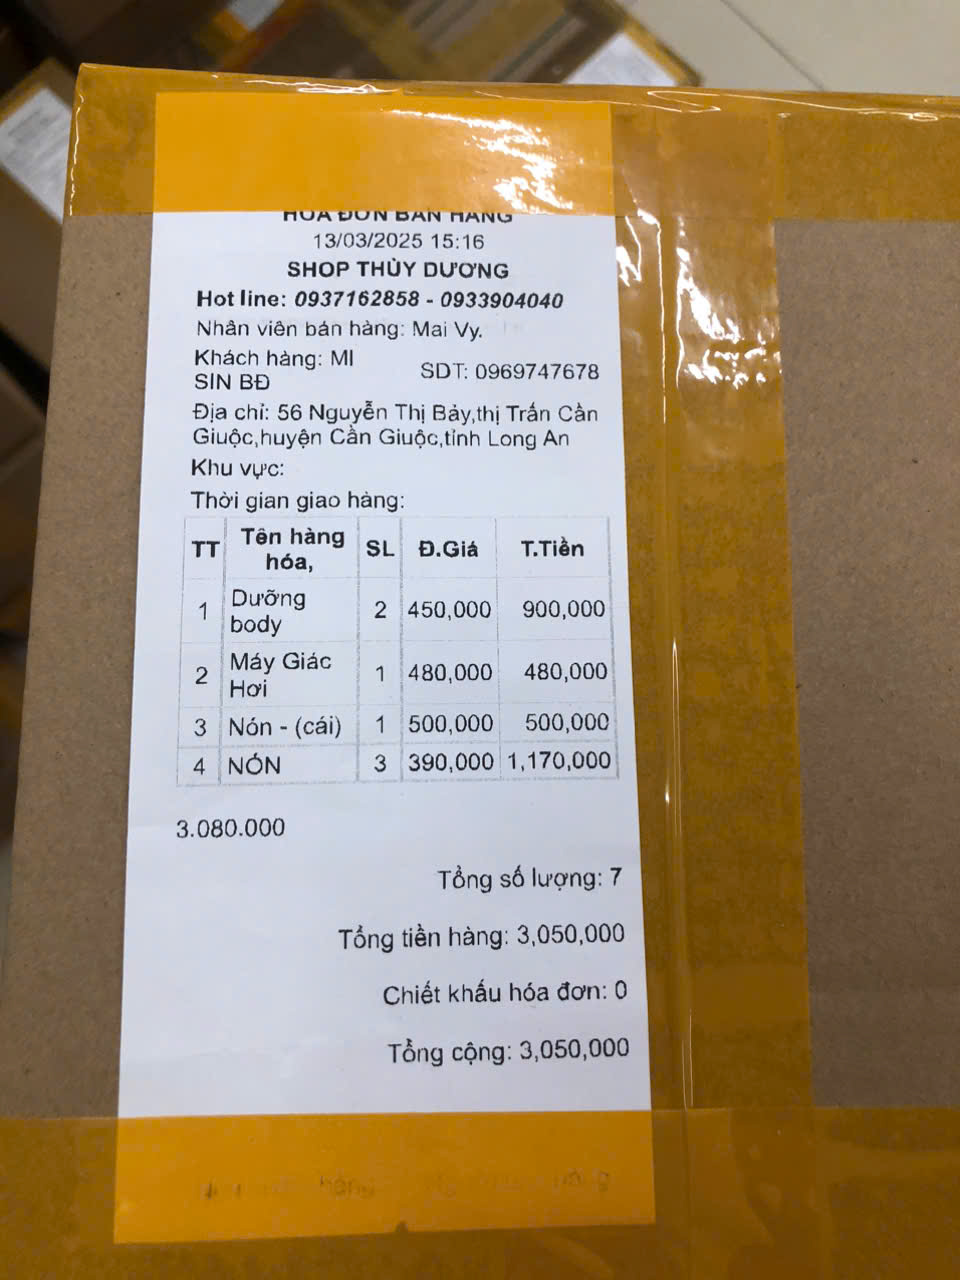 HÓA ĐƠN BÁN HÀNG
13/03/2025 15:16
SHOP THÙY DƯƠNG
Hot line: 0937162858 - 0933904040
Nhân viên bán hàng: Mai Vy.
Khách hàng: MI SDT: 0969747678
SIN BĐ
Địa chỉ: 56 Nguyễn Thị Bảy,thị Trấn Cần
Giuộc,huyện Cần Giuộc,tỉnh Long An
Khu vực:
Thời gian giao hàng:
TT Tên hàng hóa, SL Đ.Giá T.Tiền
1 Dưỡng body 2 450,000 900,000
2 Máy Giác Hơi 1 480,000 480,000
3 Nón - (cái) 1 500,000 500,000
4 NÓN 3 390,000 1,170,000
3.080.000
Tổng số lượng: 7
Tổng tiền hàng: 3,050,000
Chiết khấu hóa đơn: 0
Tổng cộng: 3,050,000